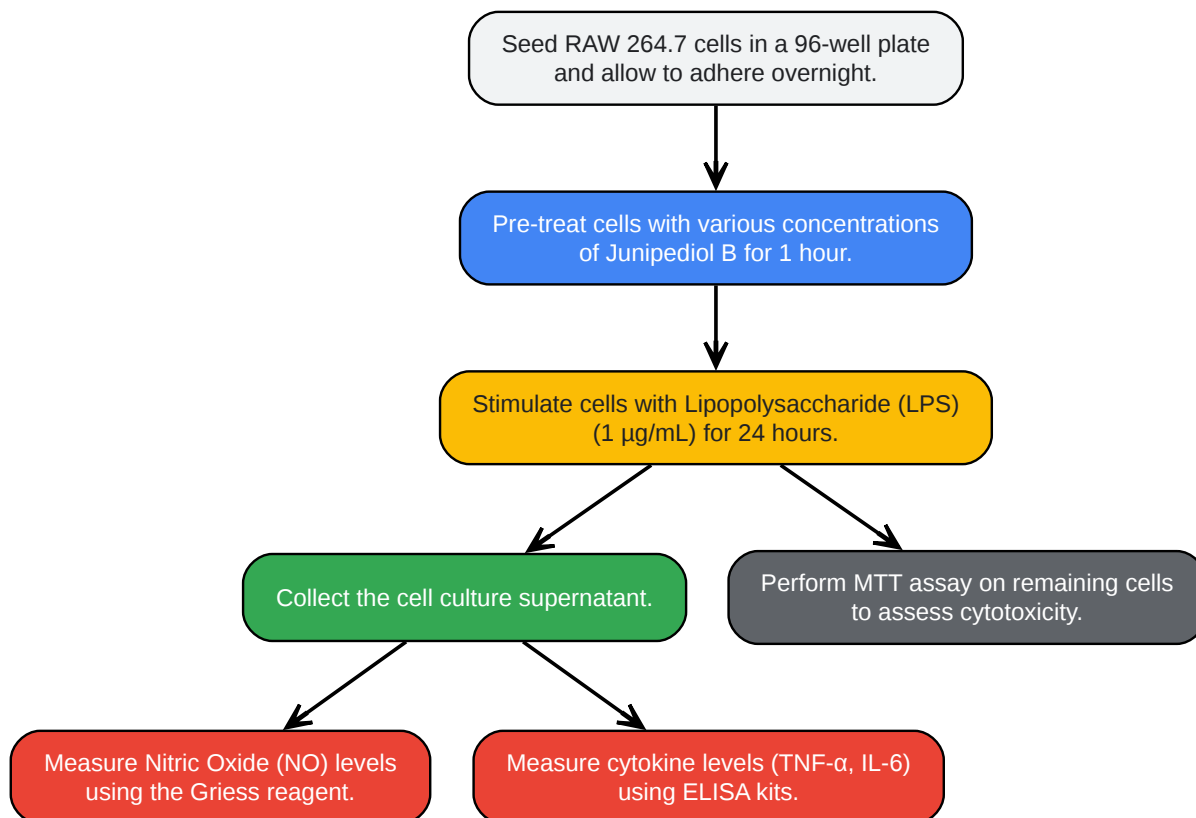 Seed RAW 264.7 cells in a 96-well plate
and allow to adhere overnight.
Pre-treat cells with various concentrations
of Junipediol B for 1 hour.
Stimulate cells with Lipopolysaccharide (LPS)
(1 µg/mL) for 24 hours.
Collect the cell culture supernatant.
Perform MTT assay on remaining cells
to assess cytotoxicity.
Measure Nitric Oxide (NO) levels
using the Griess reagent.
Measure cytokine levels (TNF-α, IL-6)
using ELISA kits.